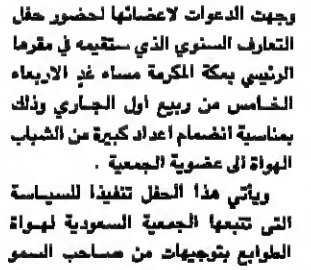 وجهت الدعوات لاعضائها لحضور حفل
التعارف السنوي الذي ستقيمه في مقرها
الرئيسي بمكة المكرمة مساء غدٍ الاربعاء
الخامس من ربيع اول الجاري وذلك
بمناسبة انضمام اعداد كبيرة من الشباب
الهواة الى عضوية الجمعية .
ويأتي هذا الحفل تنفيذا للسياسة
التي تتبعها الجمعية السعودية لهواة
الطوابع بتوجيهات من صاحب السمو